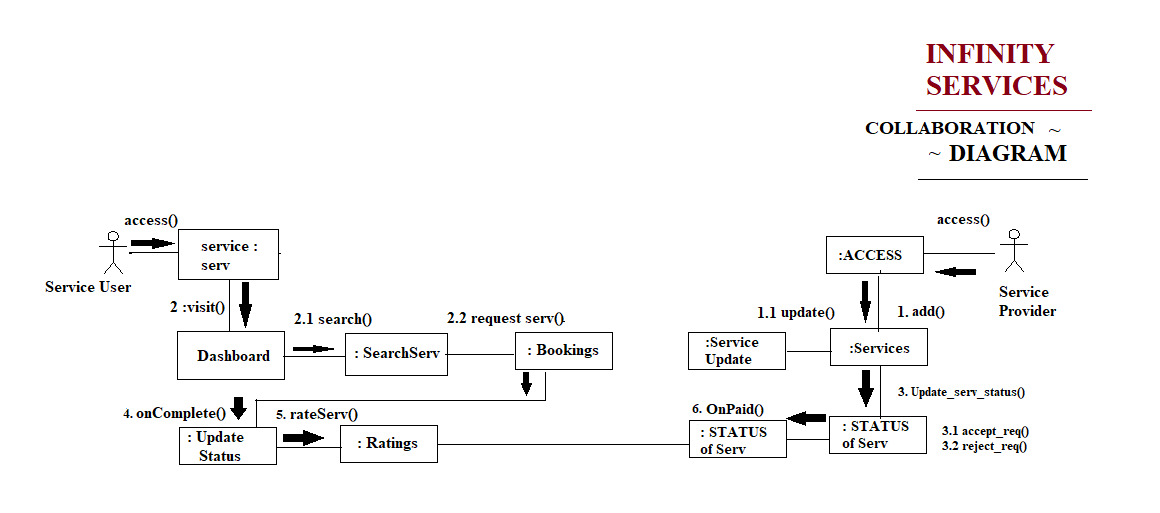 INFINITY
SERVICES
COLLABORATION ~
~ DIAGRAM
access()
service :
serv
Service User
2 :visit()
Dashboard
2.1 search()
: SearchServ
2.2 request serv().
: Bookings
4. onComplete()
: Update
Status
5. rateServ()
: Ratings
access()
:ACCESS
Service
Provider
1.1 update()
1. add()
:Service
Update
:Services
3. Update_serv_status()
6. OnPaid()
: STATUS
of Serv
: STATUS
of Serv
3.1 accept_req()
3.2 reject_req()